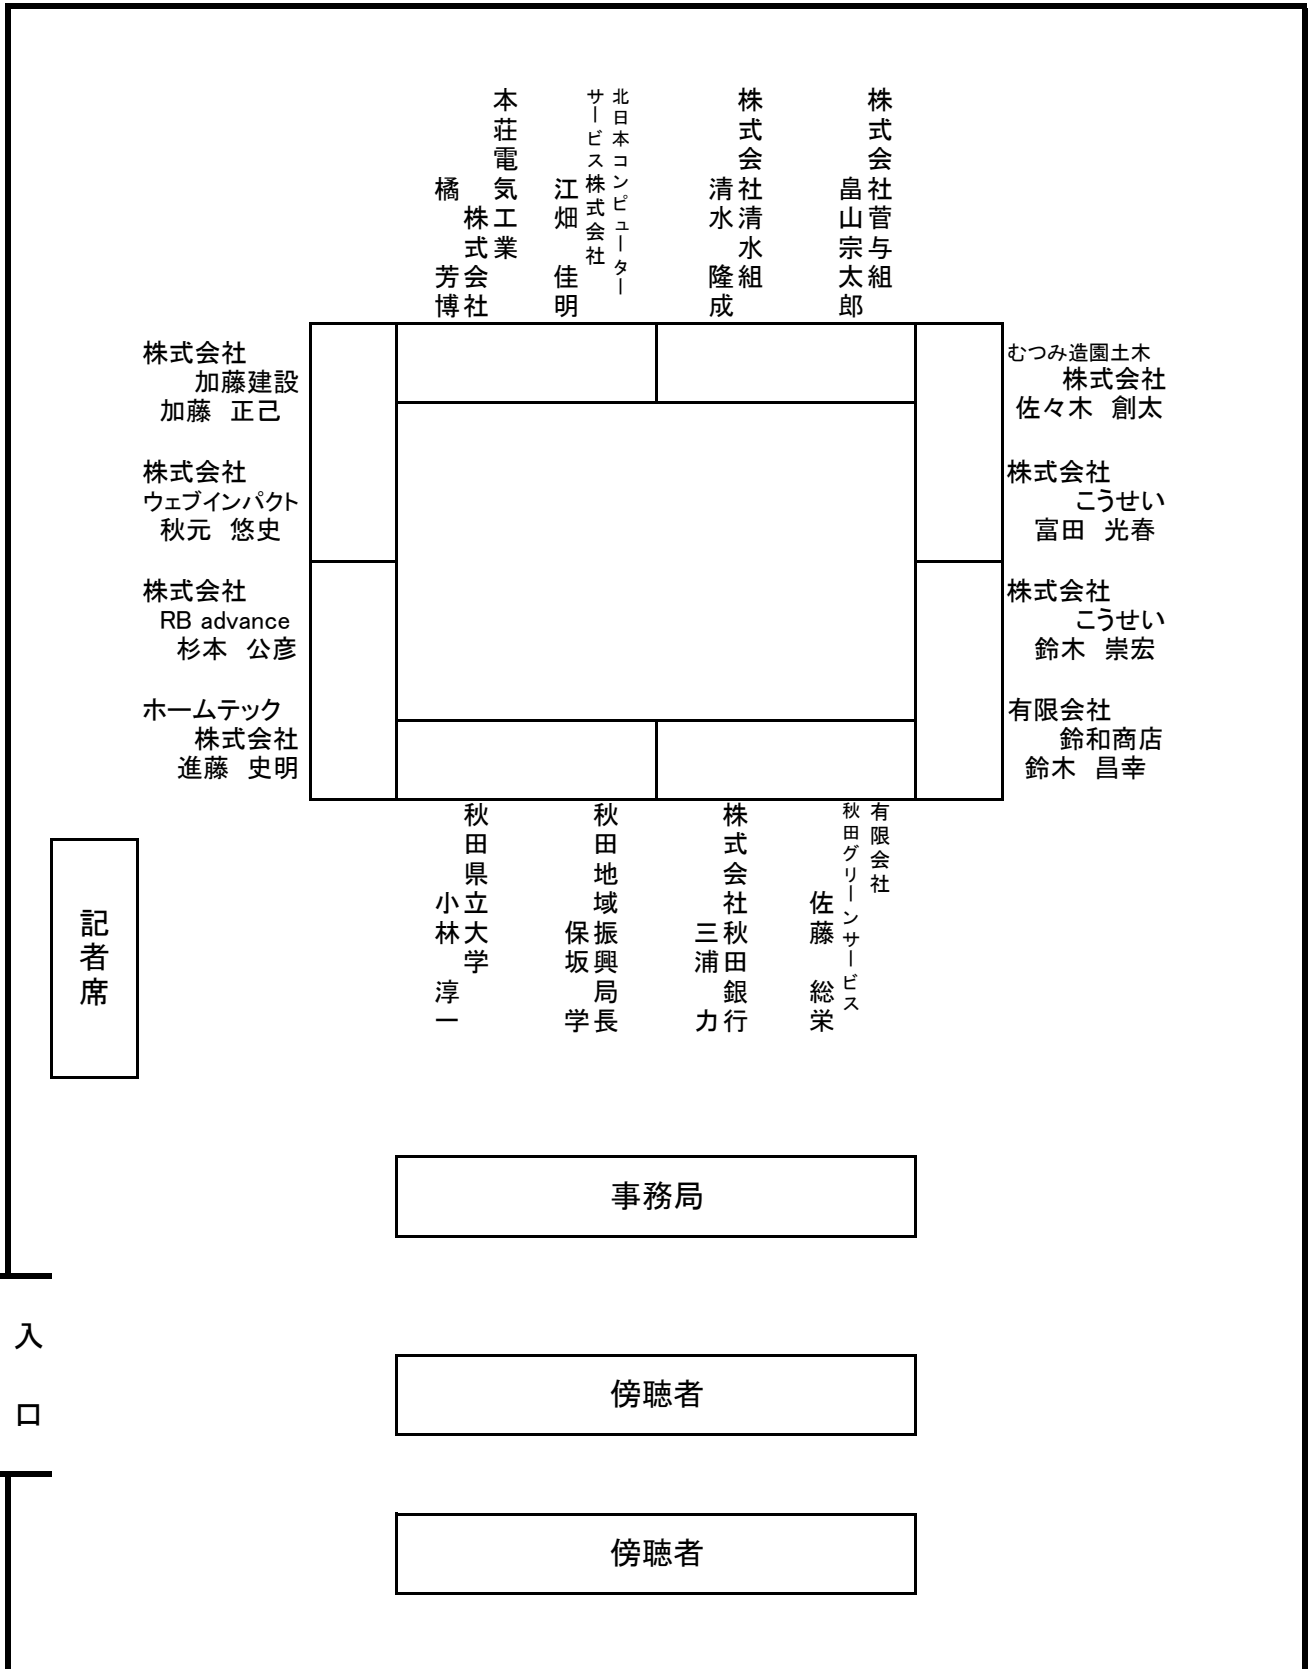 本荘電気工業
株式会社
橘　芳博
北日本コンピューター
サービス株式会社
江畑　佳明
株式会社清水組
清水　隆成
株式会社菅与組
畠山宗太郎
株式会社
加藤建設
加藤　正己
株式会社
ウェブインパクト
秋元　悠史
株式会社
RB advance
杉本　公彦
ホームテック
株式会社
進藤　史明
むつみ造園土木
株式会社
佐々木　創太
株式会社
こうせい
富田　光春
株式会社
こうせい
鈴木　崇宏
有限会社
鈴和商店
鈴木　昌幸
秋田県立大学
小林　淳一
秋田地域振興局長
保坂　学
株式会社秋田銀行
三浦　力
有限会社
秋田グリーンサービス
佐藤　総栄
記者席
事務局
入口
傍聴者
傍聴者